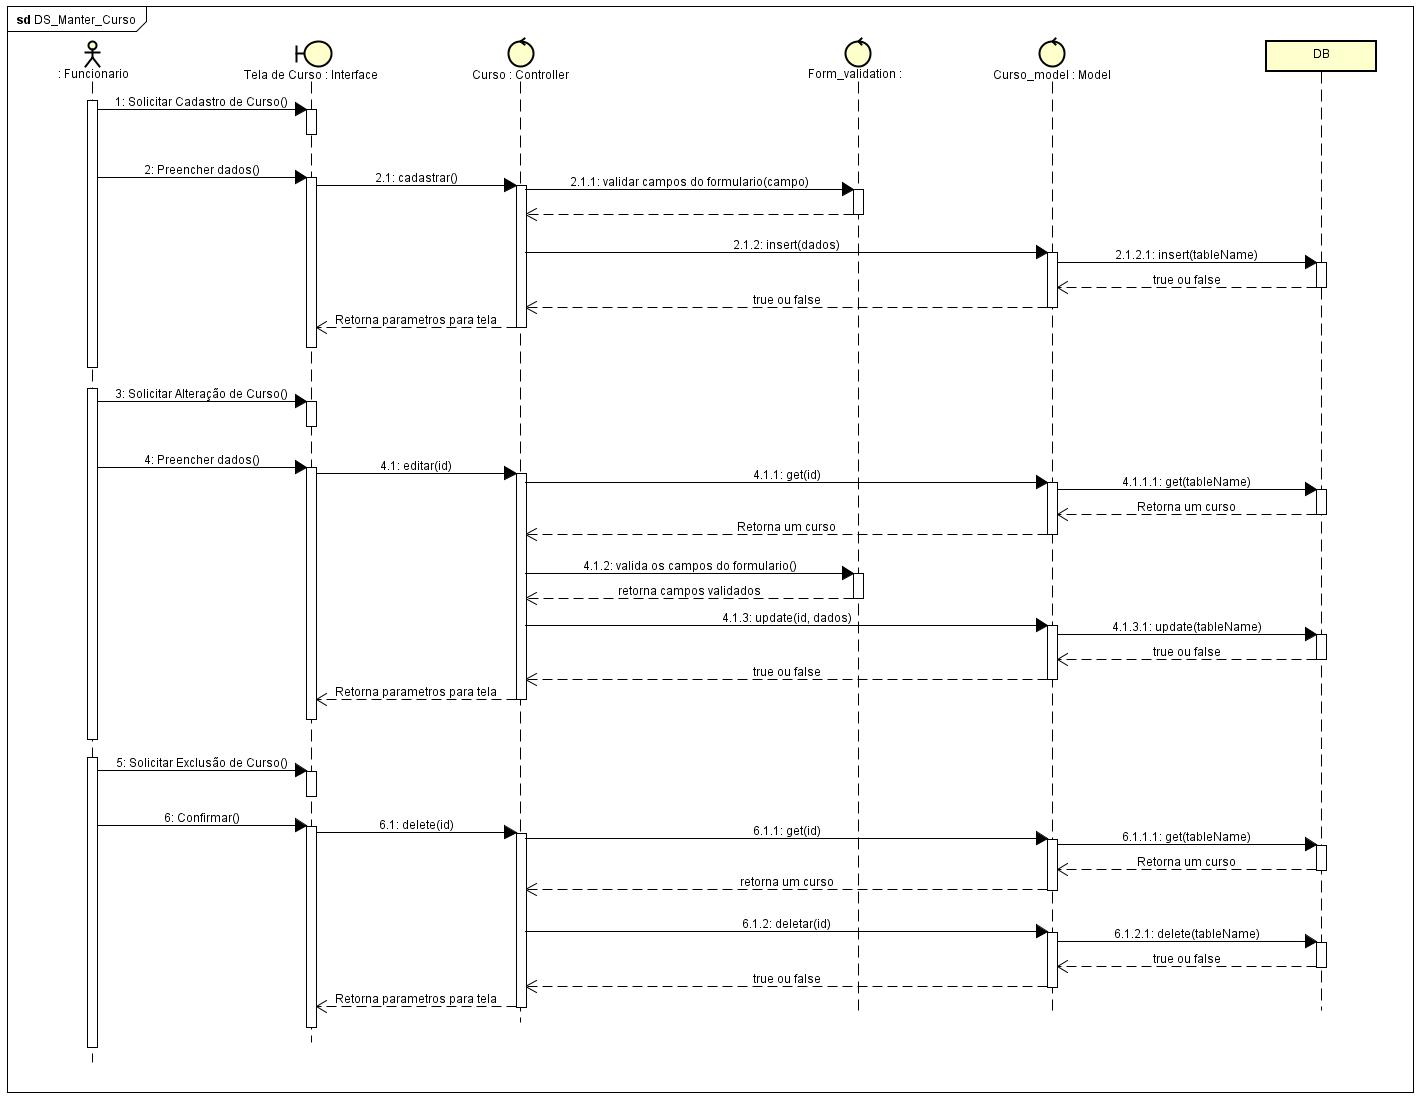 sd DS_Manter_Curso
: Funcionario
Tela de Curso : Interface
Curso : Controller
Form_validation :
Curso_model : Model
DB
1: Solicitar Cadastro de Curso()
2: Preencher dados()
2.1: cadastrar()
2.1.1: validar campos do formulario(campo)
2.1.2: insert(dados)
2.1.2.1: insert(tableName)
true ou false
true ou false
Retorna parametros para tela
3: Solicitar Alteração de Curso()
4: Preencher dados()
4.1: editar(id)
4.1.1: get(id)
4.1.1.1: get(tableName)
Retorna um curso
Retorna um curso
4.1.2: valida os campos do formulario()
retorna campos validados
4.1.3: update(id, dados)
4.1.3.1: update(tableName)
true ou false
true ou false
Retorna parametros para tela
5: Solicitar Exclusão de Curso()
6: Confirmar()
6.1: delete(id)
6.1.1: get(id)
6.1.1.1: get(tableName)
Retorna um curso
retorna um curso
6.1.2: deletar(id)
6.1.2.1: delete(tableName)
true ou false
true ou false
Retorna parametros para tela